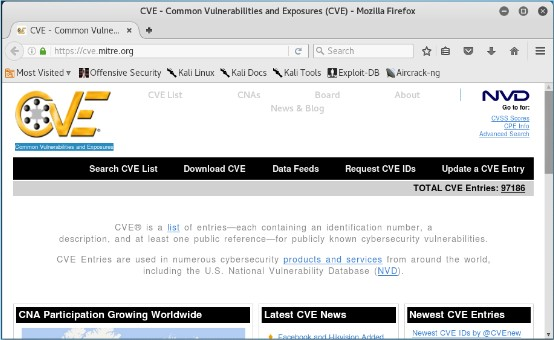 CVE - Common Vulnerabilities and Exposures (CVE) - Mozilla Firefox
CVE - Common Vulne...
https://cve.mitre.org
Search
Most Visited
Offensive Security
Kali Linux
Kali Docs
Kali Tools
Exploit-DB
Aircrack-ng
CVE
Common Vulnerabilities and Exposures
CVE List CNAs Board About
News & Blog
NVD
Go to for:
CVSS Scores
CPE Info
Advanced Search
Search CVE List Download CVE Data Feeds Request CVE IDs Update a CVE Entry
TOTAL CVE Entries: 97186
CVE® is a list of entries—each containing an identification number, a
description, and at least one public reference—for publicly known cybersecurity vulnerabilities.
CVE Entries are used in numerous cybersecurity products and services from around the world,
including the U.S. National Vulnerability Database (NVD).
CNA Participation Growing Worldwide
Latest CVE News
Newest CVE Entries
Facebook and Hikvision Added
Newest CVE IDs by @CVEnew